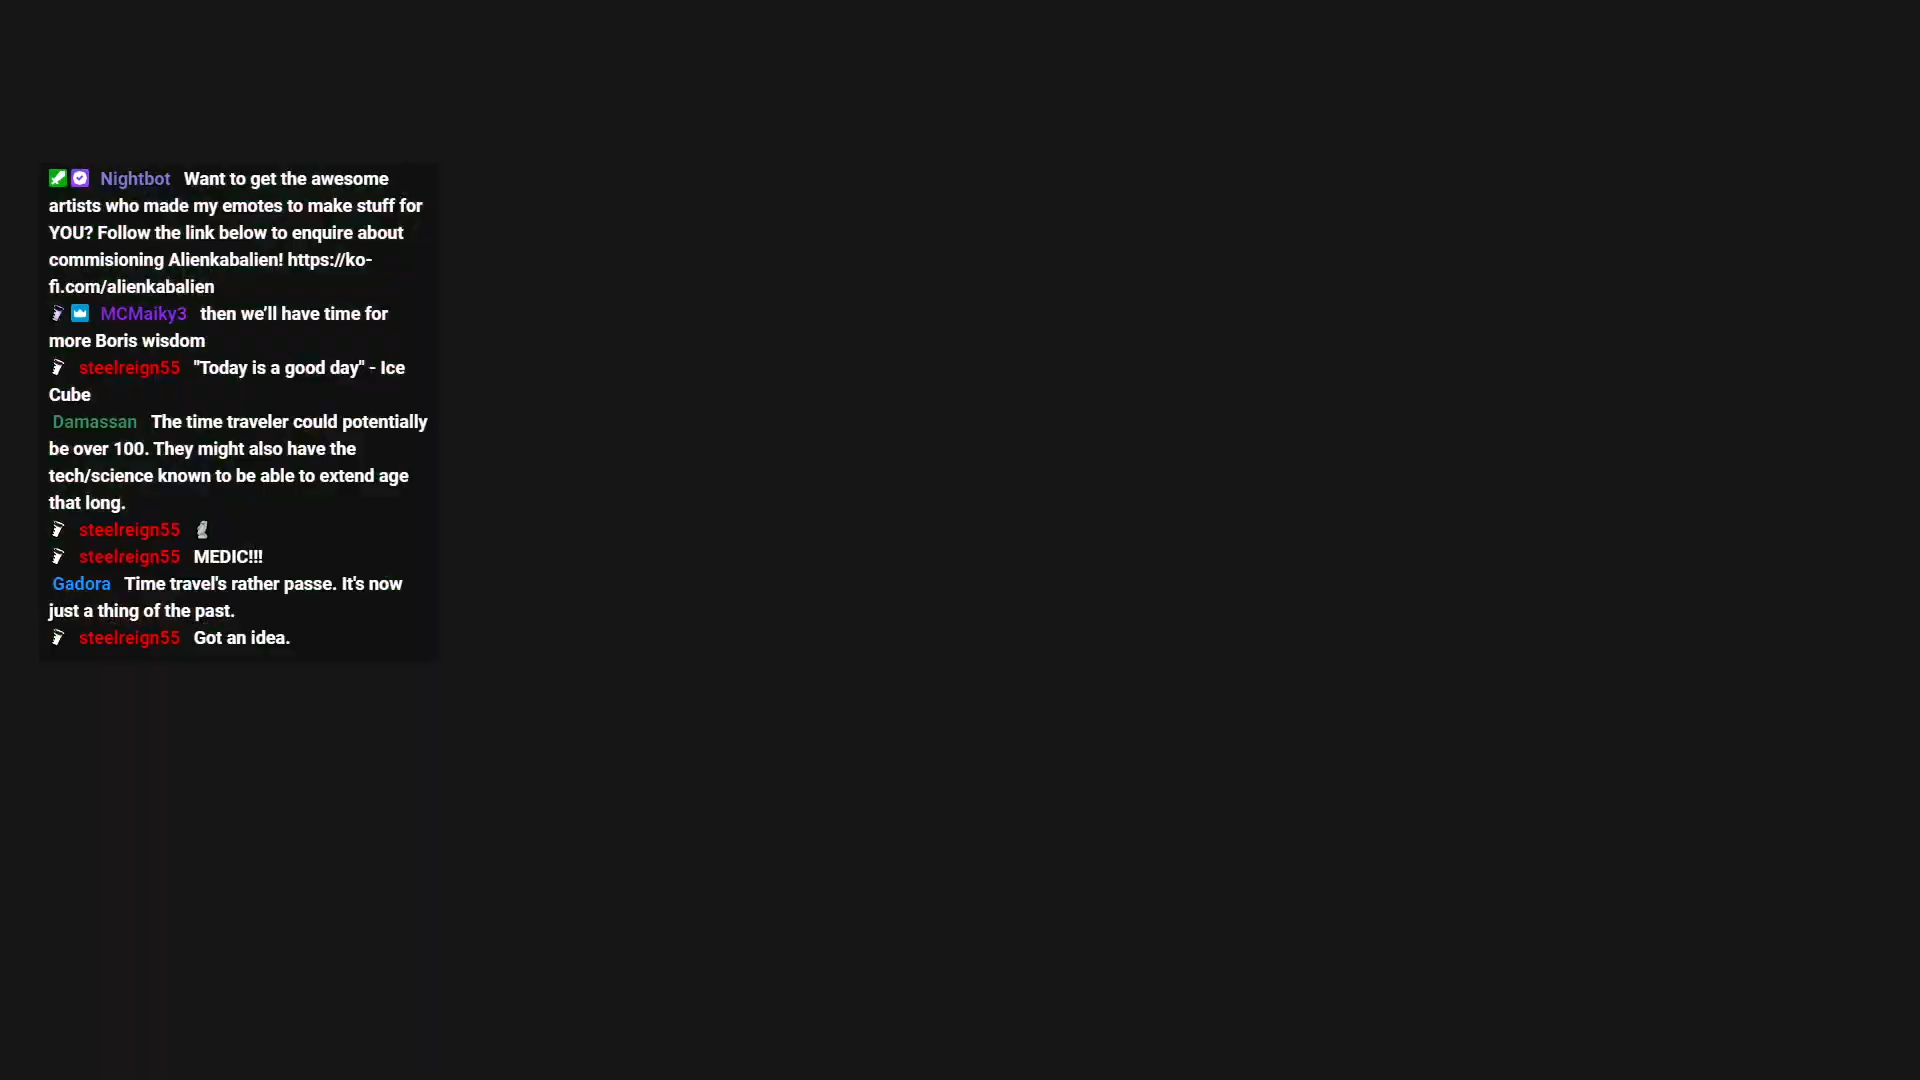 Nightbot Want to get the awesome
artists who made my emotes to make stuff for
YOU? Follow the link below to enquire about
commisioning Alienkabalien! https://ko-
fi.com/alienkabalien
MCMaiky3 then we’ll have time for
more Boris wisdom
steelreign55 "Today is a good day" - Ice
Cube
Damassan The time traveler could potentially
be over 100. They might also have the
tech/science known to be able to extend age
that long.
steelreign55
steelreign55 MEDIC!!!
Gadora Time travel's rather passe. It's now
just a thing of the past.
steelreign55 Got an idea.